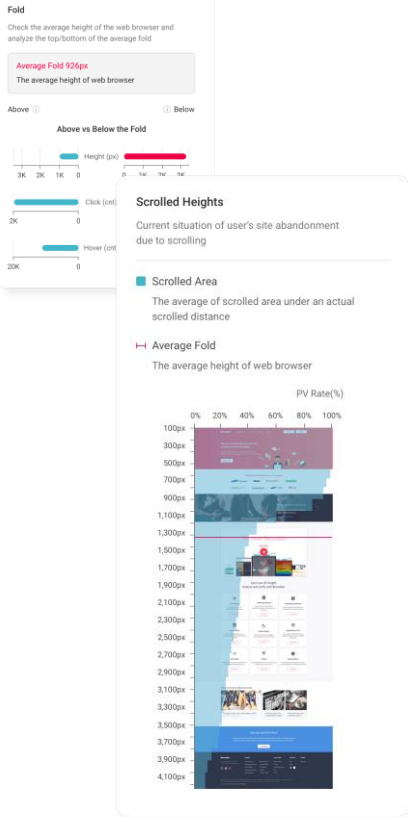 Fold
Check the average height of the web browser and
analyze the top/bottom of the average fold
Average Fold 926px
The average height of web browser
Above
Below
Above vs Below the Fold
Height (px)
3K 2K 1K 0
0 1K 2K 3K
Click (cnt)
2K 0
Hover (cnt
20K 0
Scrolled Heights
Current situation of user's site abandonment
due to scrolling
Scrolled Area
The average of scrolled area under an actual
scrolled distance
Average Fold
The average height of web browser
PV Rate(%)
0% 20% 40% 60% 80% 100%
100px
300px
500px
700px
900px
1,100px
1,300px
1,500px
1,700px
1,900px
2,100px
2,300px
2,500px
2,700px
2,900px
3,100px
3,300px
3,500px
3,700px
3,900px
4,100px